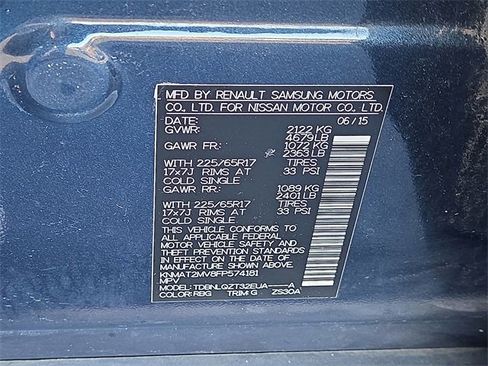 MFD BY RENAULT SAMSUNG MOTORS
CO., LTD. FOR NISSAN MOTOR CO., LTD.
DATE: 06/15
GVWR: 2122 KG
4679 LB
GAWR FR: 1072 KG
2363 LB
WITH 225/65R17 TIRES
17x7J RIMS AT 33 PSI
COLD SINGLE
GAWR RR: 1089 KG
2401 LB
WITH 225/65R17 TIRES
17x7J RIMS AT 33 PSI
COLD SINGLE
THIS VEHICLE CONFORMS TO
ALL APPLICABLE FEDERAL
MOTOR VEHICLE SAFETY AND
THEFT PREVENTION STANDARDS
IN EFFECT ON THE DATE OF
MANUFACTURE SHOWN ABOVE.
KNMAT2MV8FP574181
MPV
MODEL: TDBNLQZT32EUA-----A
COLOR: RBG TRIM: G ZS30A